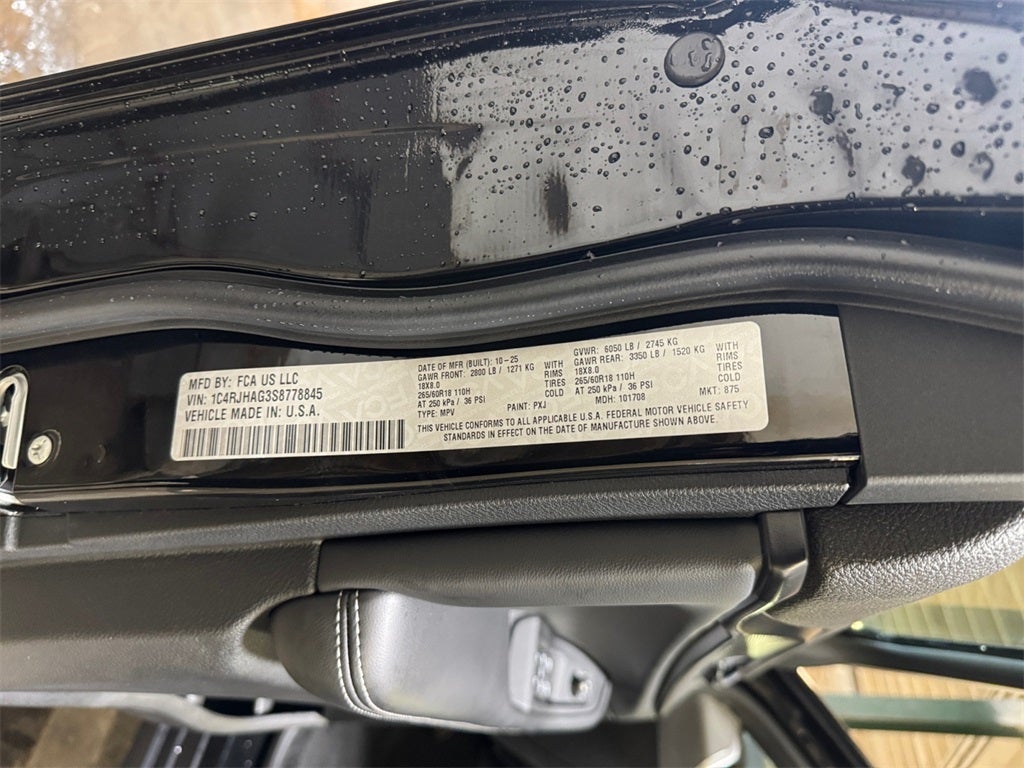 MFD BY: FCA US LLC
VIN: 1C4RJHAG3S8778845
VEHICLE MADE IN: U.S.A.
DATE OF MFR (BUILT): 10-25
GAWR FRONT: 2800 LB / 1271 KG WITH
18X8.0 RIMS
265/60R18 110H TIRES
AT 250 kPa / 36 PSI COLD
TYPE: MPV
PAINT: PXJ
GVWR: 6050 LB / 2745 KG
GAWR REAR: 3350 LB / 1520 KG WITH
18X8.0 RIMS
265/60R18 110H TIRES
AT 250 kPa / 36 PSI COLD
MDH: 101708
MKT: 875
THIS VEHICLE CONFORMS TO ALL APPLICABLE U.S.A. FEDERAL MOTOR VEHICLE SAFETY
STANDARDS IN EFFECT ON THE DATE OF MANUFACTURE SHOWN ABOVE.